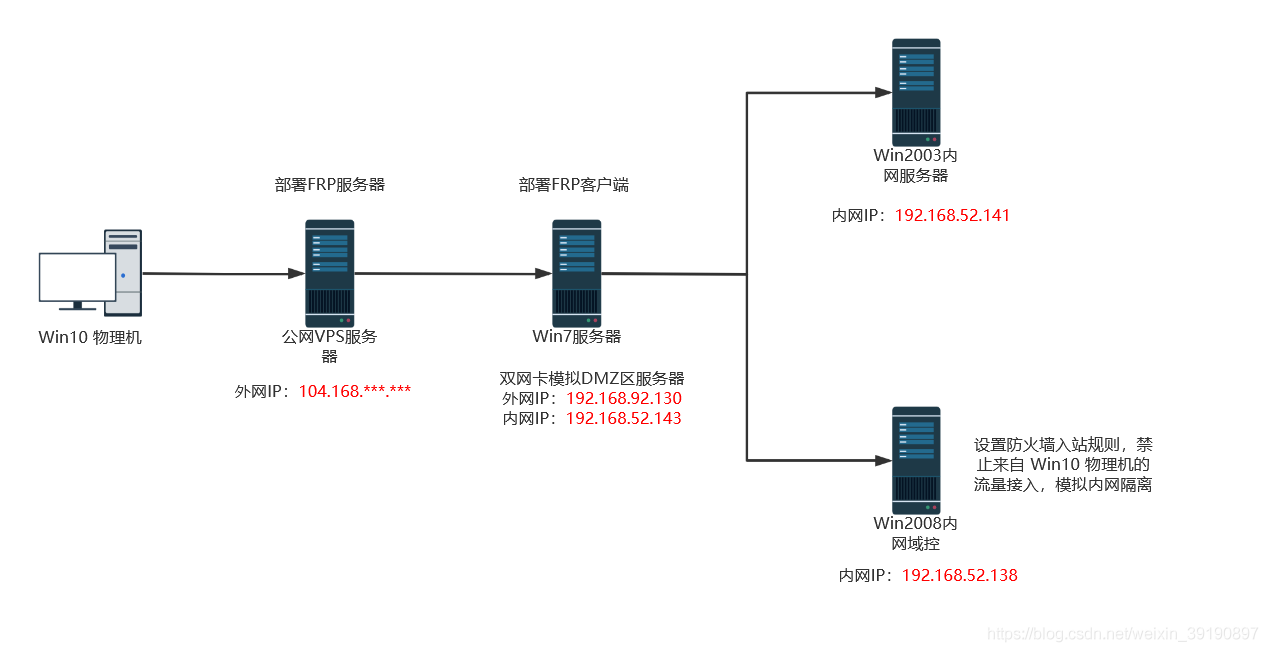 Win2003内
网服务器
内网IP：192.168.52.141
部署FRP服务器
部署FRP客户端
Win10 物理机
公网VPS服务
器
外网IP：104.168.***.***
Win7服务器
双网卡模拟DMZ区服务器
外网IP：192.168.92.130
内网IP：192.168.52.143
设置防火墙入站规则，禁
止来自 Win10 物理机的
流量接入，模拟内网隔离
Win2008内
网域控
内网IP：192.168.52.138
https://blog.csdn.net/weixin_39190897